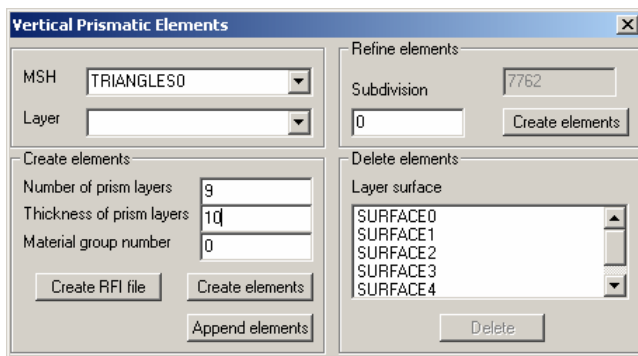 Vertical Prismatic Elements
MSH
TRIANGLES0
Layer
Refine elements
Subdivision
7762
0
Create elements
Create elements
Number of prism layers
9
Thickness of prism layers
10
Material group number
0
Create RFI file
Create elements
Append elements
Delete elements
Layer surface
SURFACE0
SURFACE1
SURFACE2
SURFACE3
SURFACE4
Delete